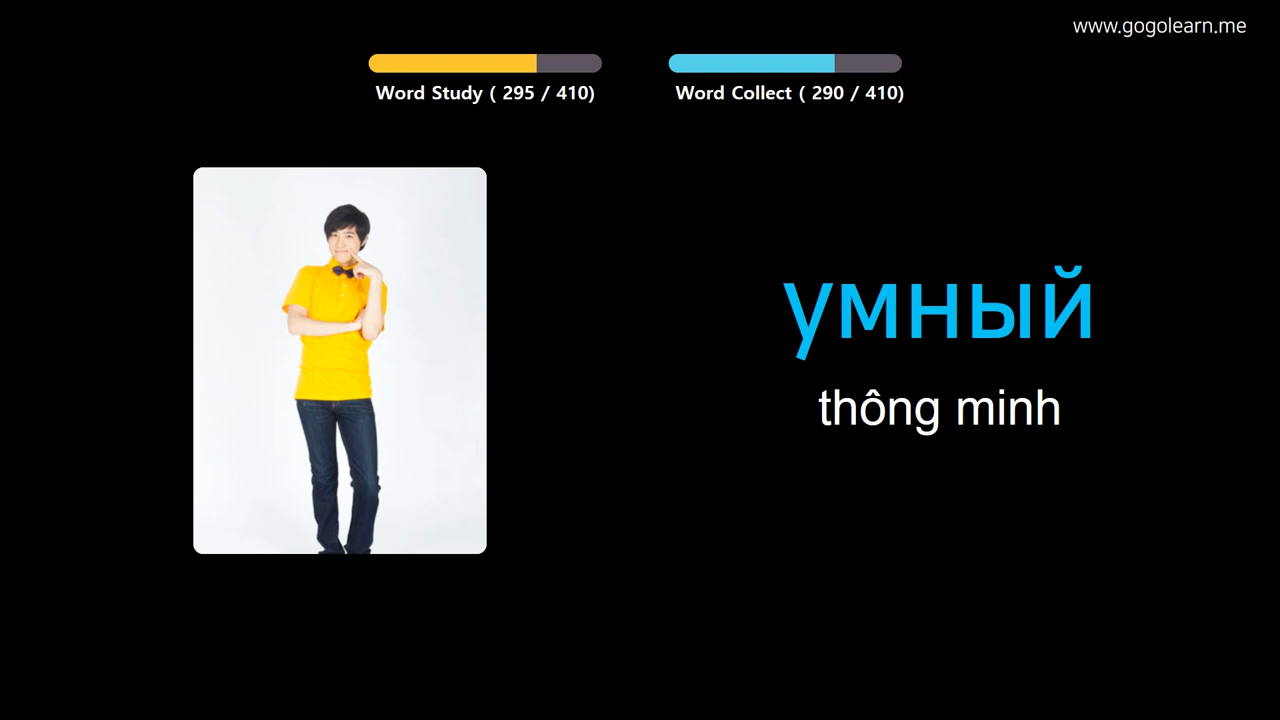 www.gogolearn.me
Word Study ( 295 / 410)
Word Collect ( 290 / 410)
умный
thông minh